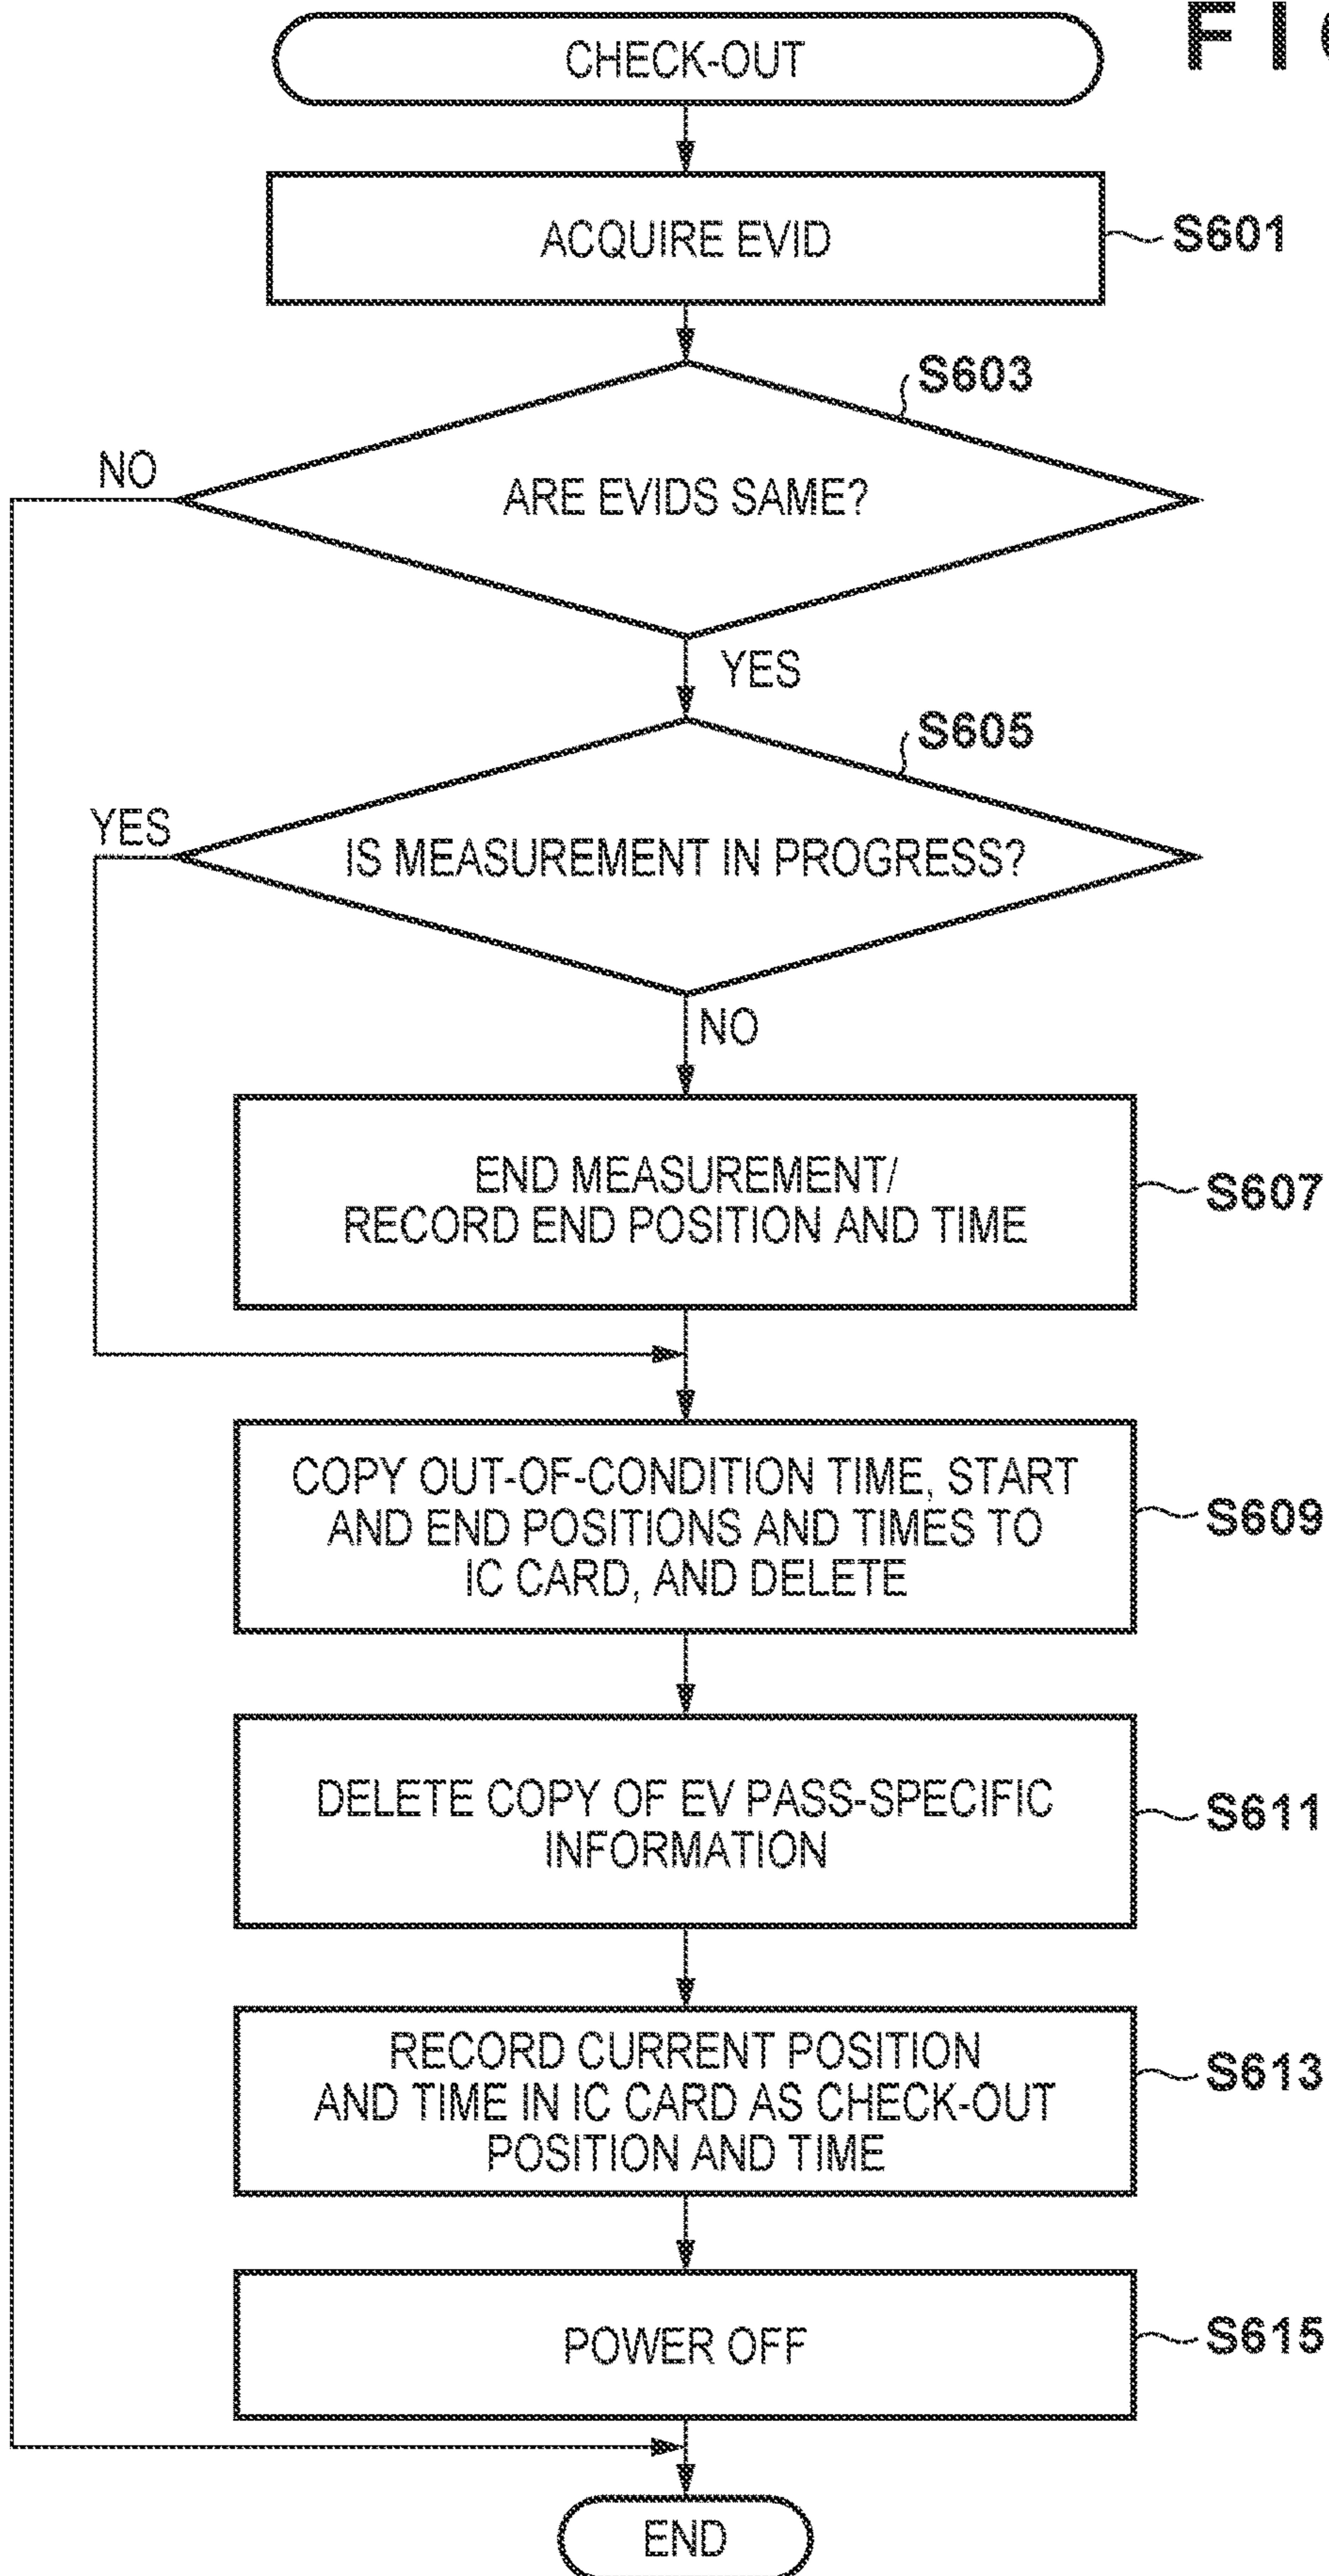 FI
CHECK-OUT
ACQUIRE EVID
S601
S603
NO
ARE EVIDS SAME?
YES
S605
YES
IS MEASUREMENT IN PROGRESS?
NO
END MEASUREMENT/
RECORD END POSITION AND TIME
S607
COPY OUT-OF-CONDITION TIME, START
AND END POSITIONS AND TIMES TO
IC CARD, AND DELETE
S609
DELETE COPY OF EV PASS-SPECIFIC
INFORMATION
S611
RECORD CURRENT POSITION
AND TIME IN IC CARD AS CHECK-OUT
POSITION AND TIME
S613
POWER OFF
S615
END